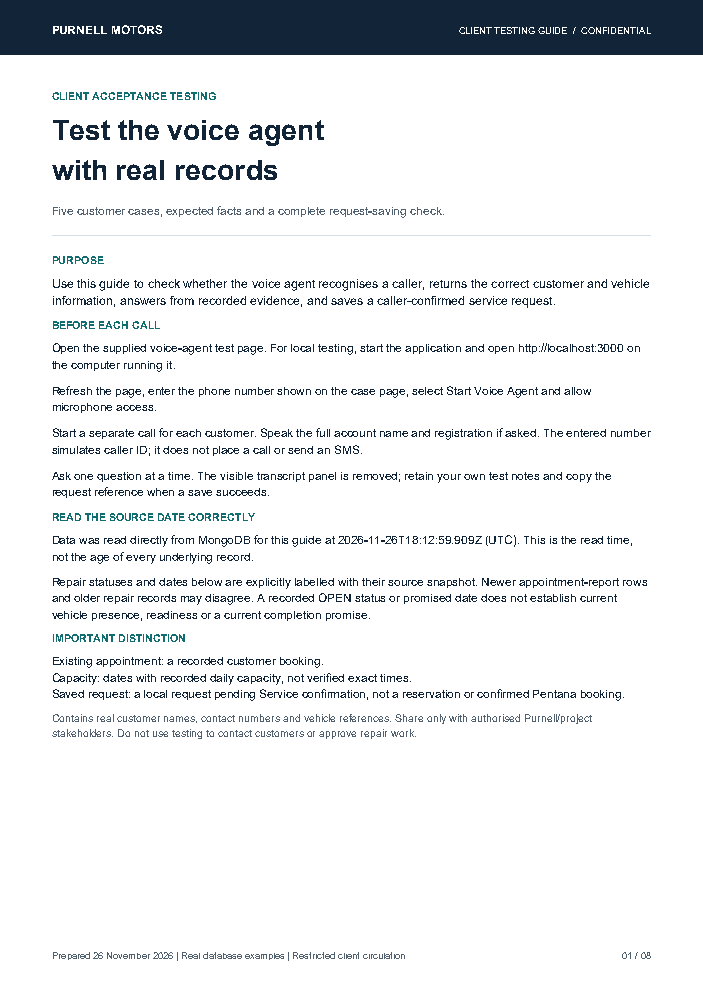 PURNELL MOTORS
CLIENT TESTING GUIDE / CONFIDENTIAL
CLIENT ACCEPTANCE TESTING
Test the voice agent
with real records
Five customer cases, expected facts and a complete request-saving check.
PURPOSE
Use this guide to check whether the voice agent recognises a caller, returns the correct customer and vehicle
information, answers from recorded evidence, and saves a caller-confirmed service request.
BEFORE EACH CALL
Open the supplied voice-agent test page. For local testing, start the application and open http://localhost:3000 on
the computer running it.
Refresh the page, enter the phone number shown on the case page, select Start Voice Agent and allow
microphone access.
Start a separate call for each customer. Speak the full account name and registration if asked. The entered number
simulates caller ID; it does not place a call or send an SMS.
Ask one question at a time. The visible transcript panel is removed; retain your own test notes and copy the
request reference when a save succeeds.
READ THE SOURCE DATE CORRECTLY
Data was read directly from MongoDB for this guide at 2026-11-26T18:12:59.909Z (UTC). This is the read time,
not the age of every underlying record.
Repair statuses and dates below are explicitly labelled with their source snapshot. Newer appointment-report rows
and older repair records may disagree. A recorded OPEN status or promised date does not establish current
vehicle presence, readiness or a current completion promise.
IMPORTANT DISTINCTION
Existing appointment: a recorded customer booking.
Capacity: dates with recorded daily capacity, not verified exact times.
Saved request: a local request pending Service confirmation, not a reservation or confirmed Pentana booking.
Contains real customer names, contact numbers and vehicle references. Share only with authorised Purnell/project
stakeholders. Do not use testing to contact customers or approve repair work.
Prepared 26 November 2026 | Real database examples | Restricted client circulation
01 / 08